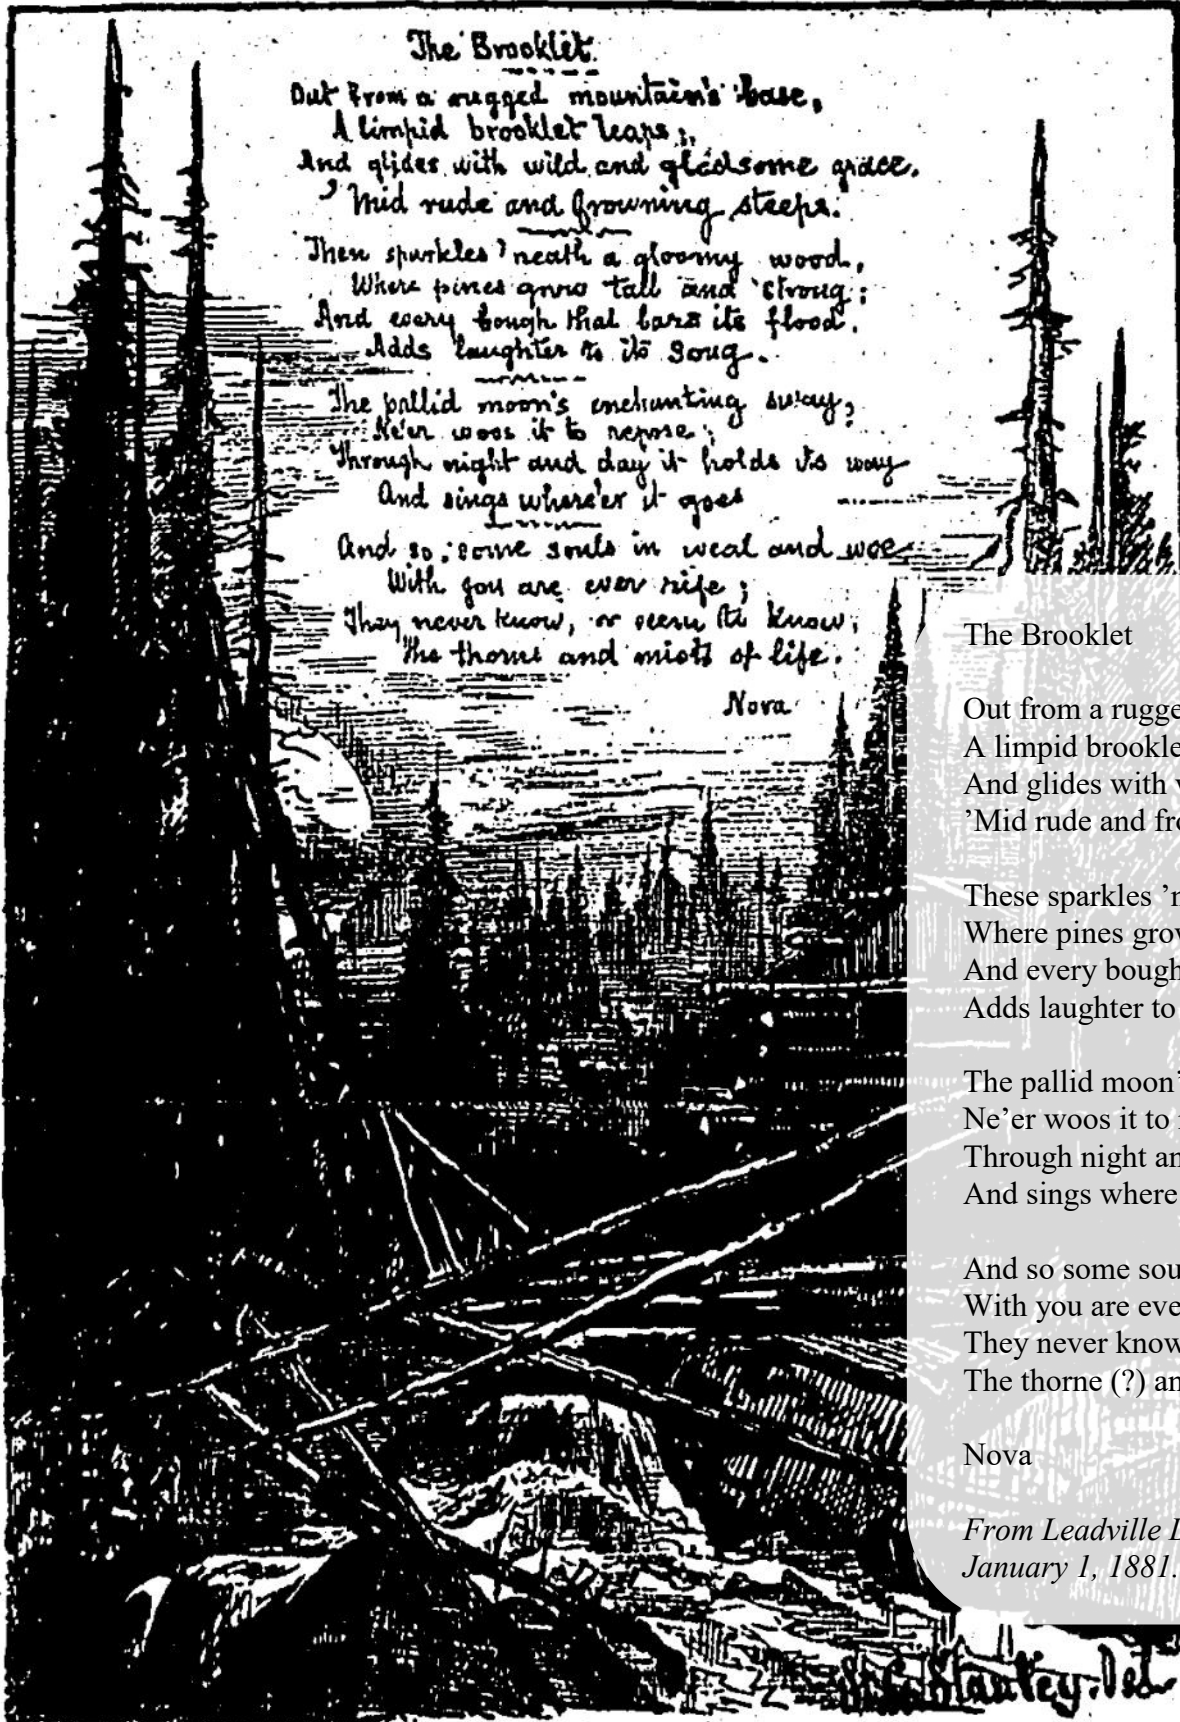 The Brooklet.
Out from a rugged mountain's base,
A limpid brooklet leaps;
And glides with wild and gladsome grace,
'Mid rude and frowning steeps.
Then sparkles 'neath a gloomy wood,
Where pines grow tall and strong;
And every bough that bars its flood,
Adds laughter to its song.
The pallid moon's enchanting sway,
Ne'er woos it to repose;
Through night and day it holds its way
And sings where'er it goes
And so, some souls in weal and woe
With joy are ever rife;
They never know, or seem to know,
The thorns and mists of life.
Nova
The Brooklet
Out from a rugge
A limpid brookle
And glides with
'Mid rude and fro
These sparkles '
Where pines grov
And every bough
Adds laughter to
The pallid moon'
Ne'er woos it to
Through night an
And sings where
And so some sou
With you are eve
They never know
The thorne (?) an
Nova
From Leadville
January 1, 1881.
Stanley. Del